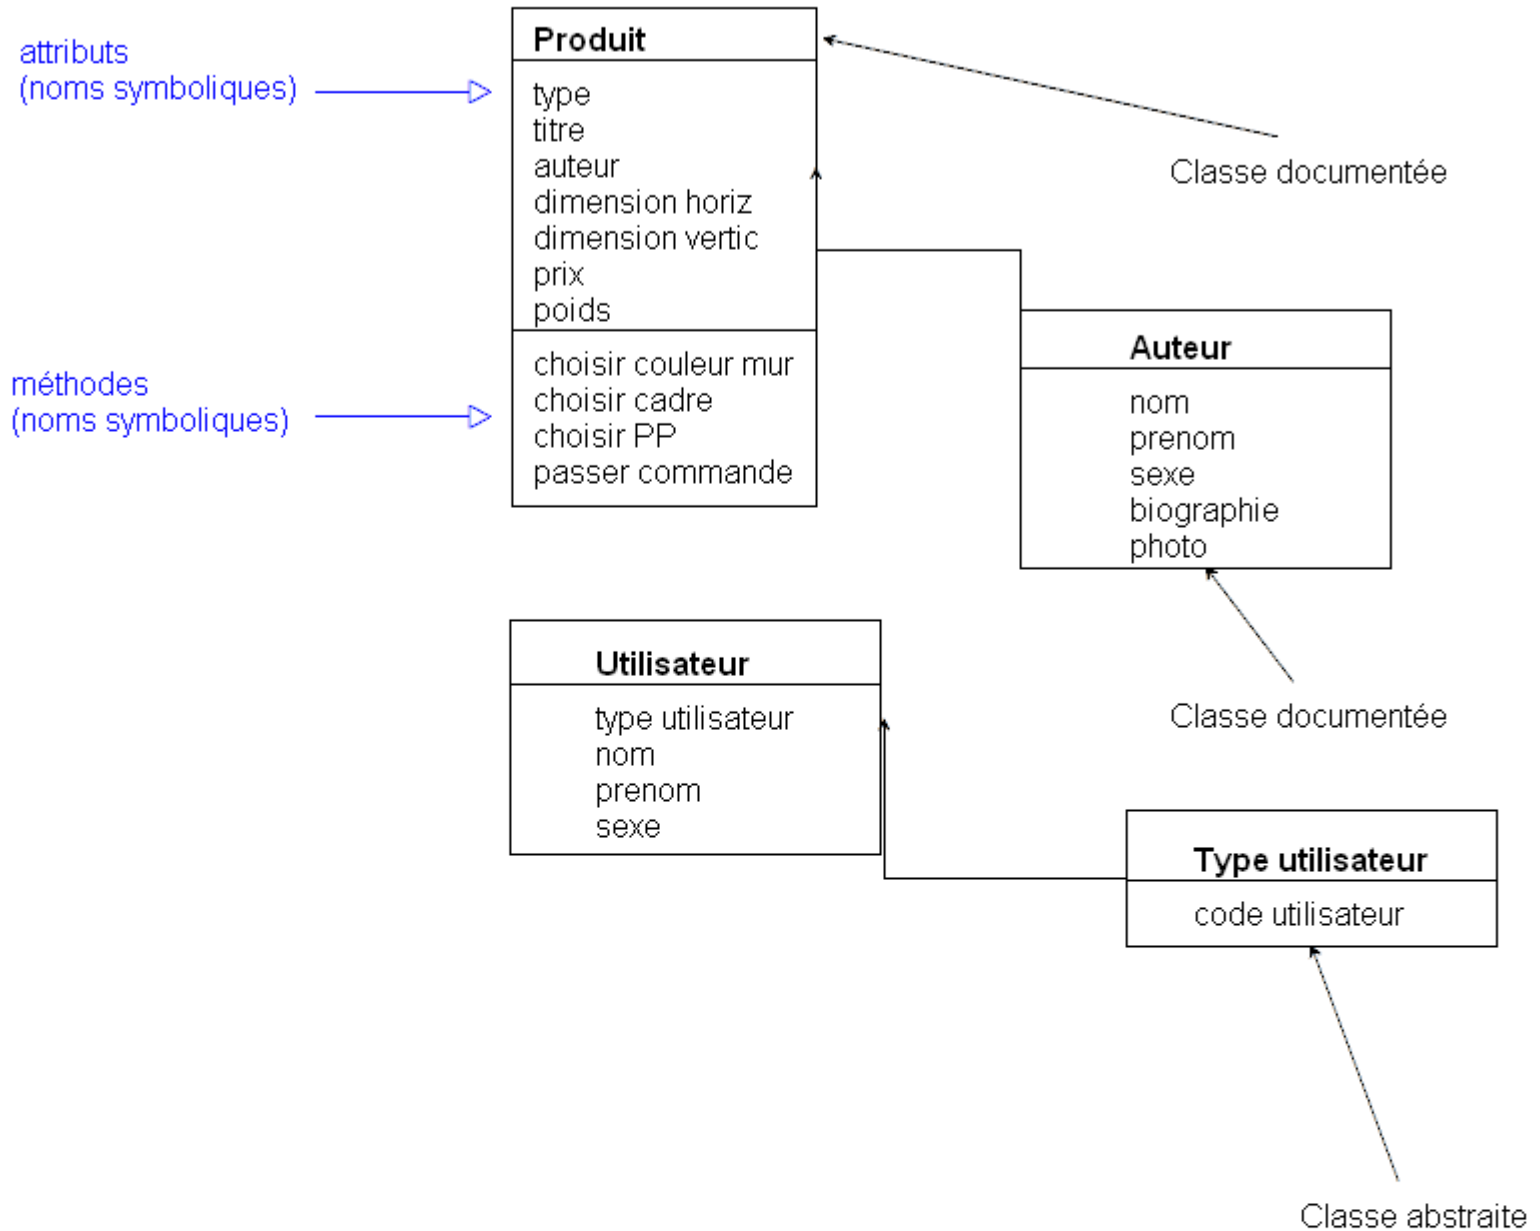 attributs
(noms symboliques)
Produit
type
titre
auteur
dimension horiz
dimension vertic
prix
poids
Classe documentée
méthodes
(noms symboliques)
choisir couleur mur
choisir cadre
choisir PP
passer commande
Auteur
nom
prenom
sexe
biographie
photo
Classe documentée
Utilisateur
type utilisateur
nom
prenom
sexe
Type utilisateur
code utilisateur
Classe abstraite